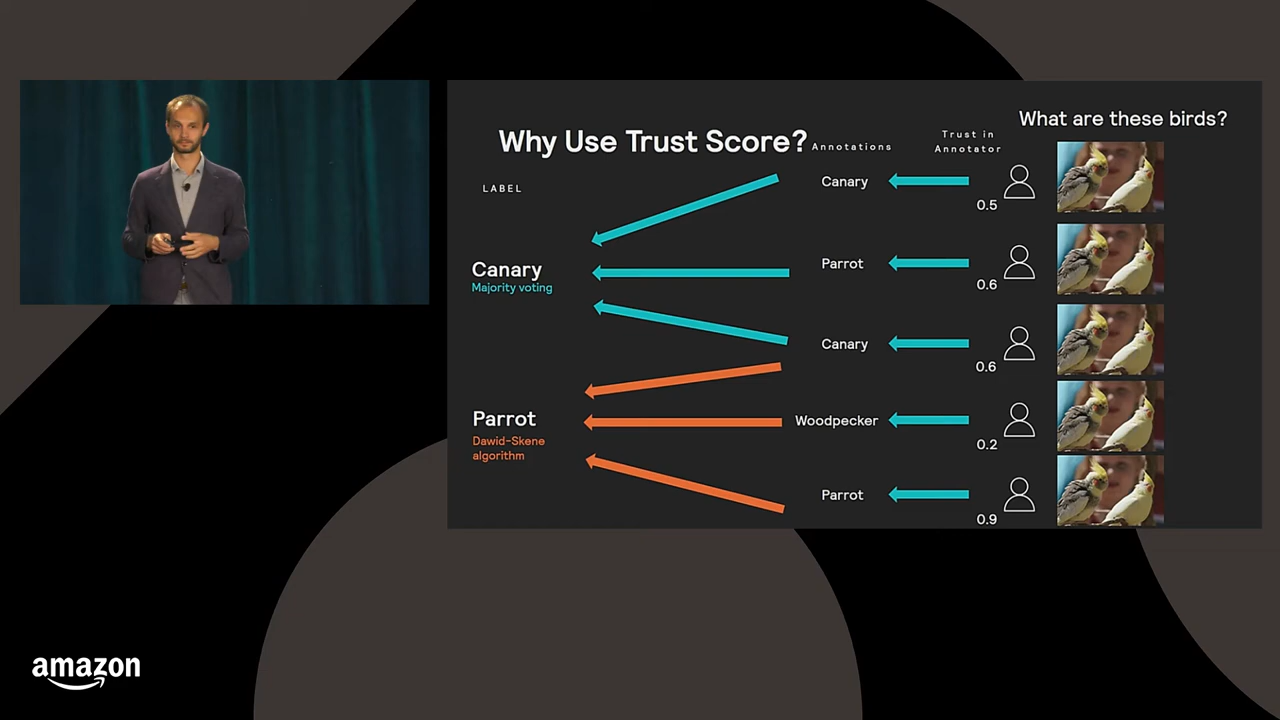 What are these birds?
Why Use Trust Score?
Annotations
Trust in
Annotator
LABEL
Canary
0.5
Parrot
0.6
Canary
Majority voting
Canary
0.6
Parrot
Dawid-Skene
algorithm
Woodpecker
0.2
Parrot
0.9
amazon